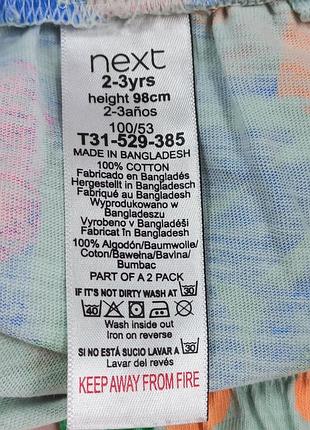 next
2-3yrs
height 98cm
2-3años
100/53
T31-529-385
MADE IN BANGLADESH
100% COTTON
Fabricado en Bangladés
Hergestellt in Bangladesch
Fabriqué au Bangladesh
Wyprodukowano w
Bangladeszu
Vyrobeno v Bangladéši
Fabricat în Bangladesh
100% Algodón/Baumwolle/
Coton/Bawełna/Bavlna/
Bumbac
PART OF A 2 PACK
IF IT'S NOT DIRTY WASH AT 30
40
Wash inside out
Iron on reverse
SI NO ESTÁ SUCIO LAVAR A 30
Lavar del revés
KEEP AWAY FROM FIRE